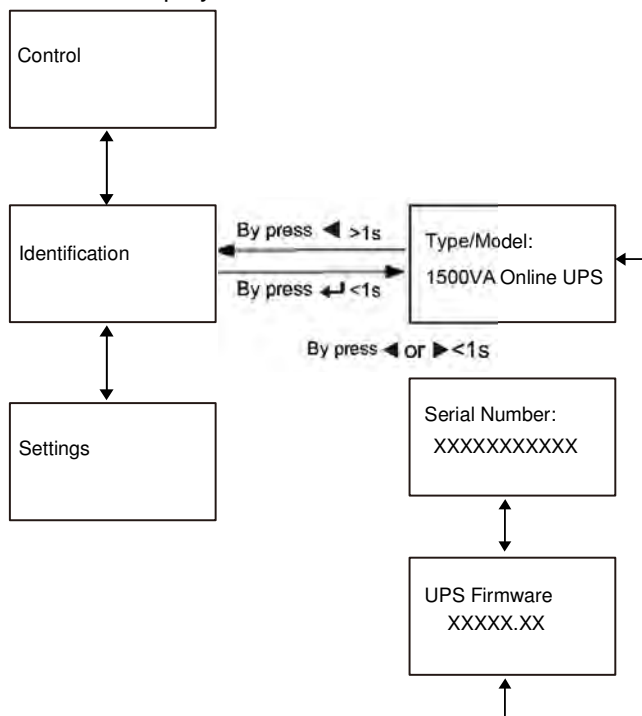 Control
Identification
By press ◀ >1s
By press ↵ <1s
Type/Model:
1500VA Online UPS
By press ◀ or ▶ <1s
Settings
Serial Number:
XXXXXXXXXXX
UPS Firmware
XXXXX.XX